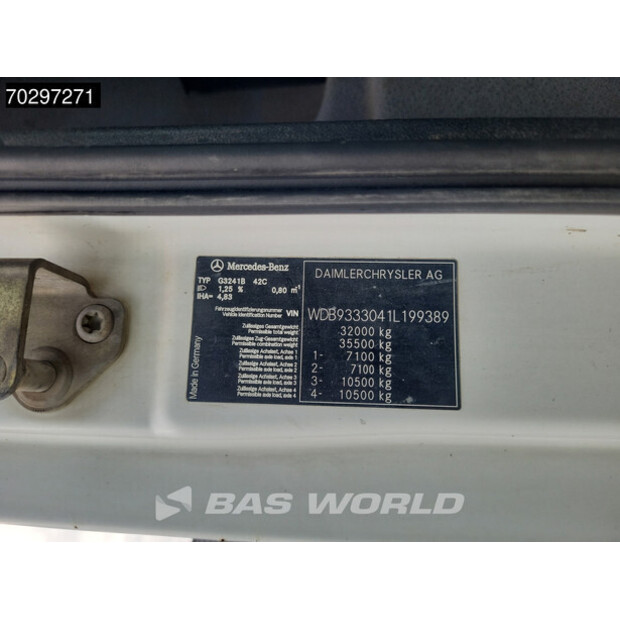 70297271
Mercedes-Benz
TYP G3241B 42C
1,25 % 0,80 m⁻¹
IHA= 4,83
Fahrzeugidentifizierungsnummer
Vehicle Identification Number VIN
Zulässiges Gesamtgewicht
Permissible total weight
Zulässiges Zug-Gesamtgewicht
Permissible combination weight
Zulässige Achslast, Achse 1
Permissible axle load, axis 1
Zulässige Achslast, Achse 2
Permissible axle load, axis 2
Zulässige Achslast, Achse 3
Permissible axle load, axis 3
Zulässige Achslast, Achse 4
Permissible axle load, axis 4
Made in Germany
DAIMLERCHRYSLER AG
WDB9333041L199389
32000 kg
35500 kg
1- 7100 kg
2- 7100 kg
3- 10500 kg
4- 10500 kg
BAS WORLD